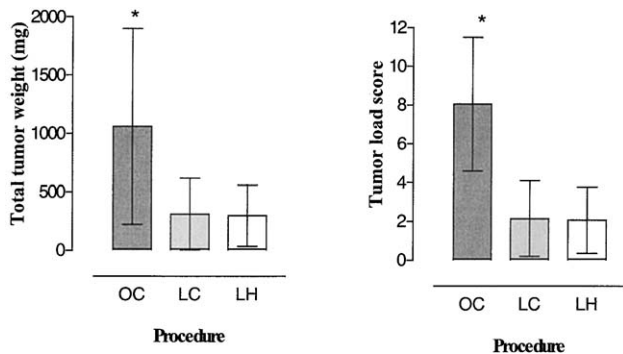 Total tumor weight (mg)
2000
1500
1000
500
0
*
OC LC LH
Procedure
Tumor load score
12
10
8
6
4
2
0
*
OC LC LH
Procedure